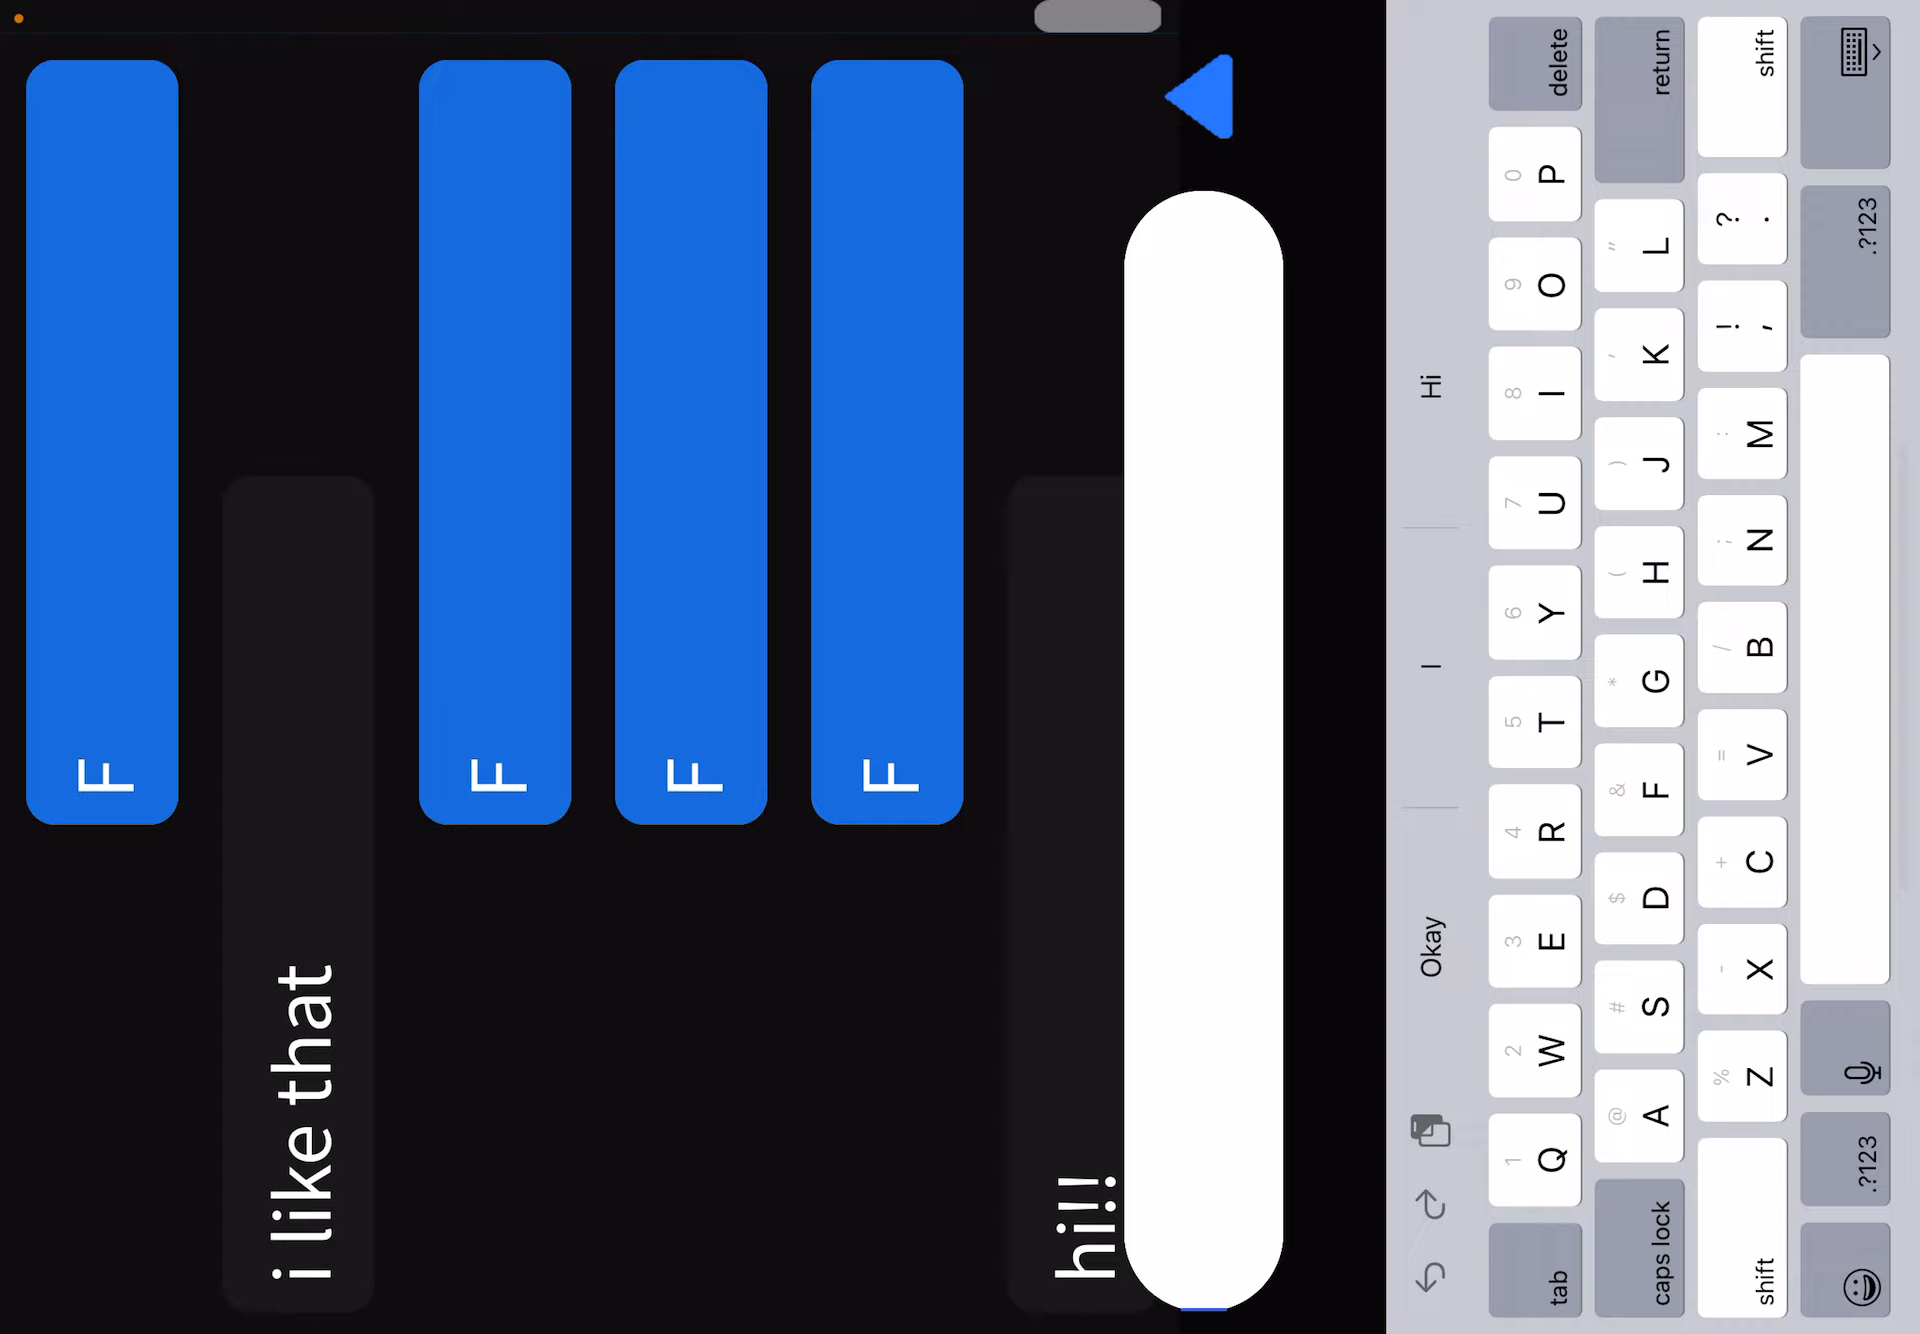 F
i like that
F
F
F
hi!!
Okay
I
Hi
tab
1 Q
2 W
3 E
4 R
5 T
6 Y
7 U
8 I
9 O
0 P
delete
caps lock
@ A
# S
$ D
& F
* G
( H
) J
' K
" L
return
shift
% Z
- X
+ C
= V
/ B
; N
: M
! ,
? .
shift
.?123
.?123